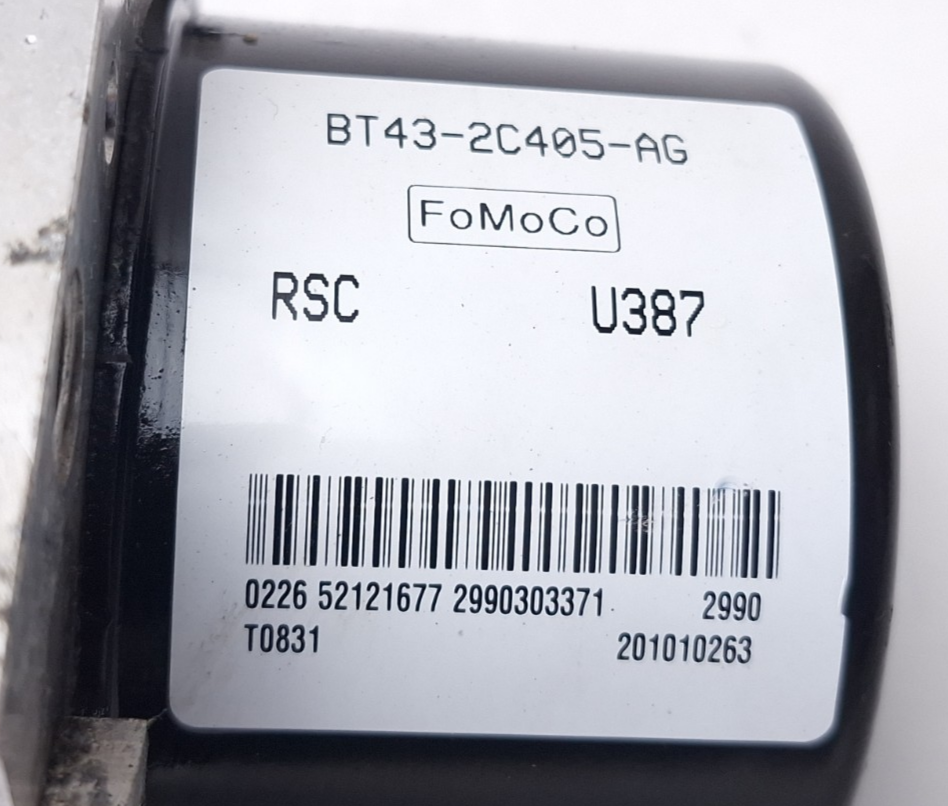 BT43-2C405-AG
FoMoCo
RSC U387
0226 52121677 2990303371 2990
T0831 201010263